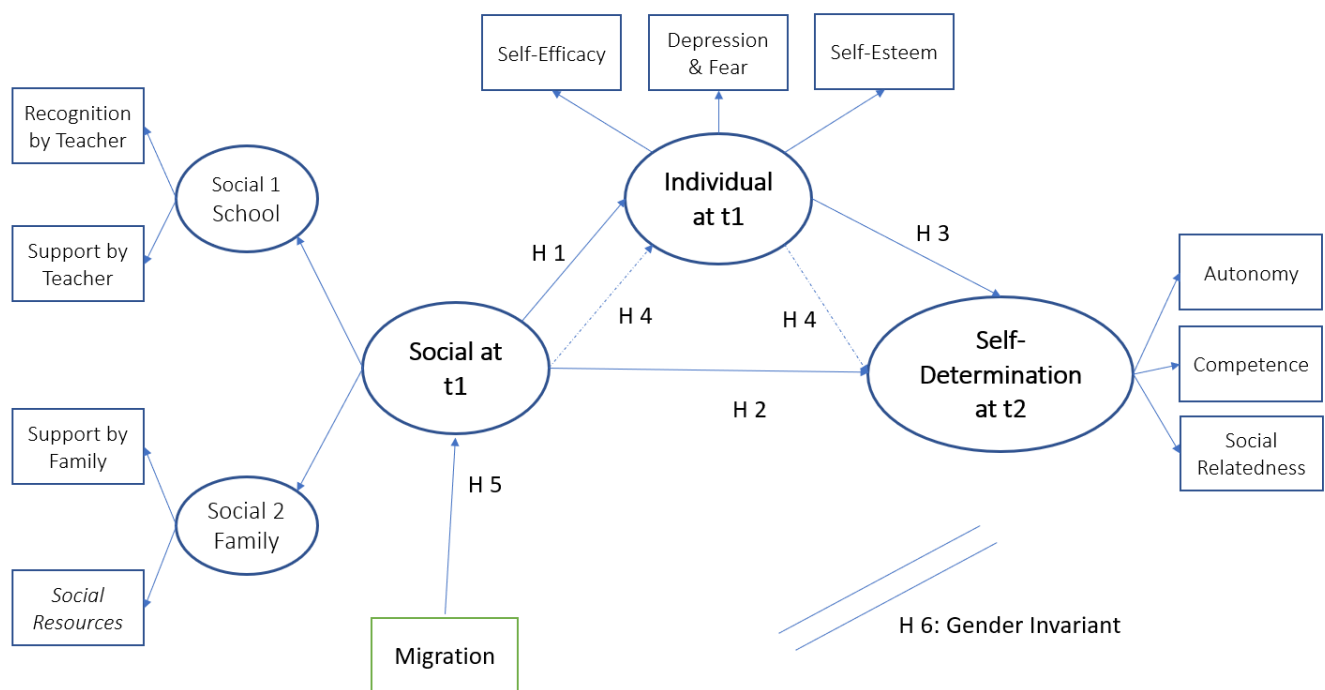 Self-Efficacy
Depression
& Fear
Self-Esteem
Recognition
by Teacher
Social 1
School
Individual
at t1
Support by
Teacher
H 1
H 3
H 4
H 4
Autonomy
Social at
t1
Self-
Determination
at t2
Competence
H 2
Support by
Family
Social
Relatedness
H 5
Social 2
Family
Social
Resources
Migration
H 6: Gender Invariant